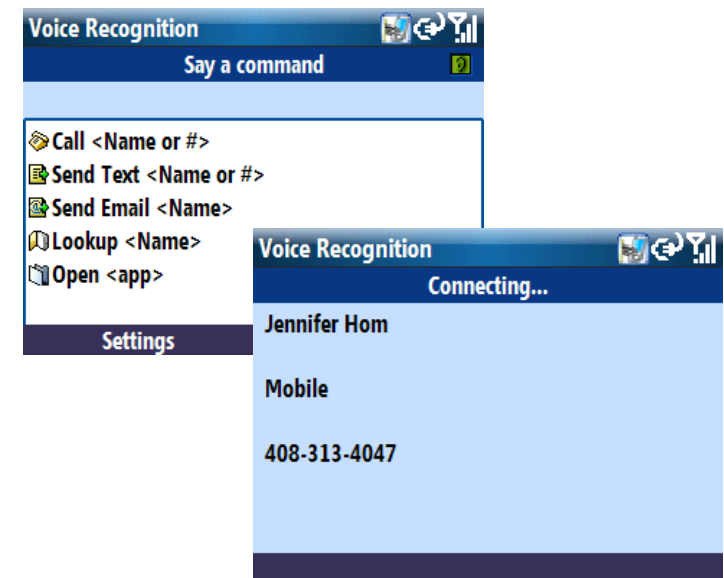 Voice Recognition
Say a command
Call <Name or #>
Send Text <Name or #>
Send Email <Name>
Lookup <Name>
Open <app>
Settings
Voice Recognition
Connecting...
Jennifer Hom
Mobile
408-313-4047